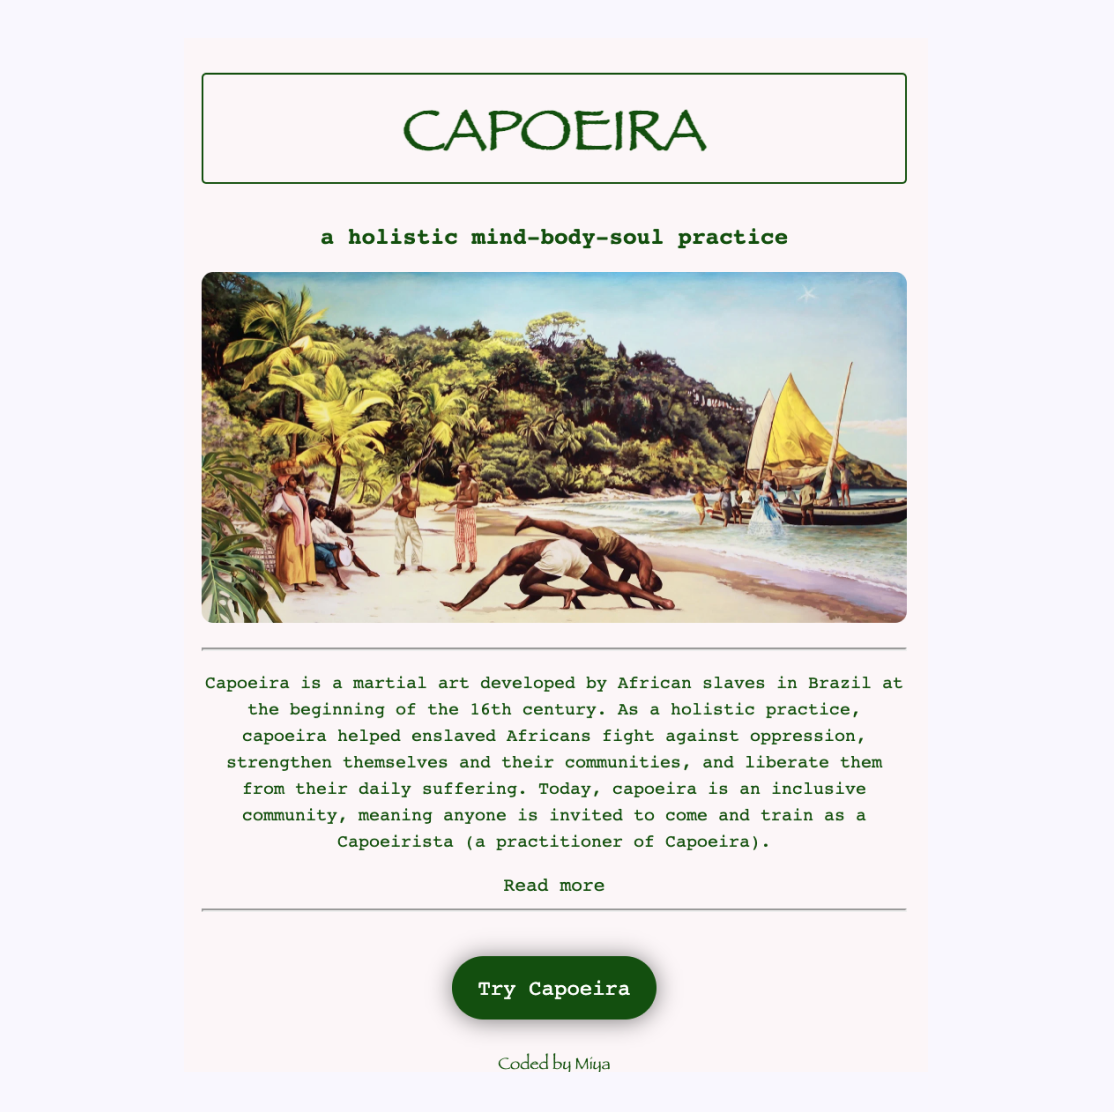 CAPOEIRA
a holistic mind-body-soul practice
Capoeira is a martial art developed by African slaves in Brazil at
the beginning of the 16th century. As a holistic practice,
capoeira helped enslaved Africans fight against oppression,
strengthen themselves and their communities, and liberate them
from their daily suffering. Today, capoeira is an inclusive
community, meaning anyone is invited to come and train as a
Capoeirista (a practitioner of Capoeira).
Read more
Try Capoeira
Coded by Miya